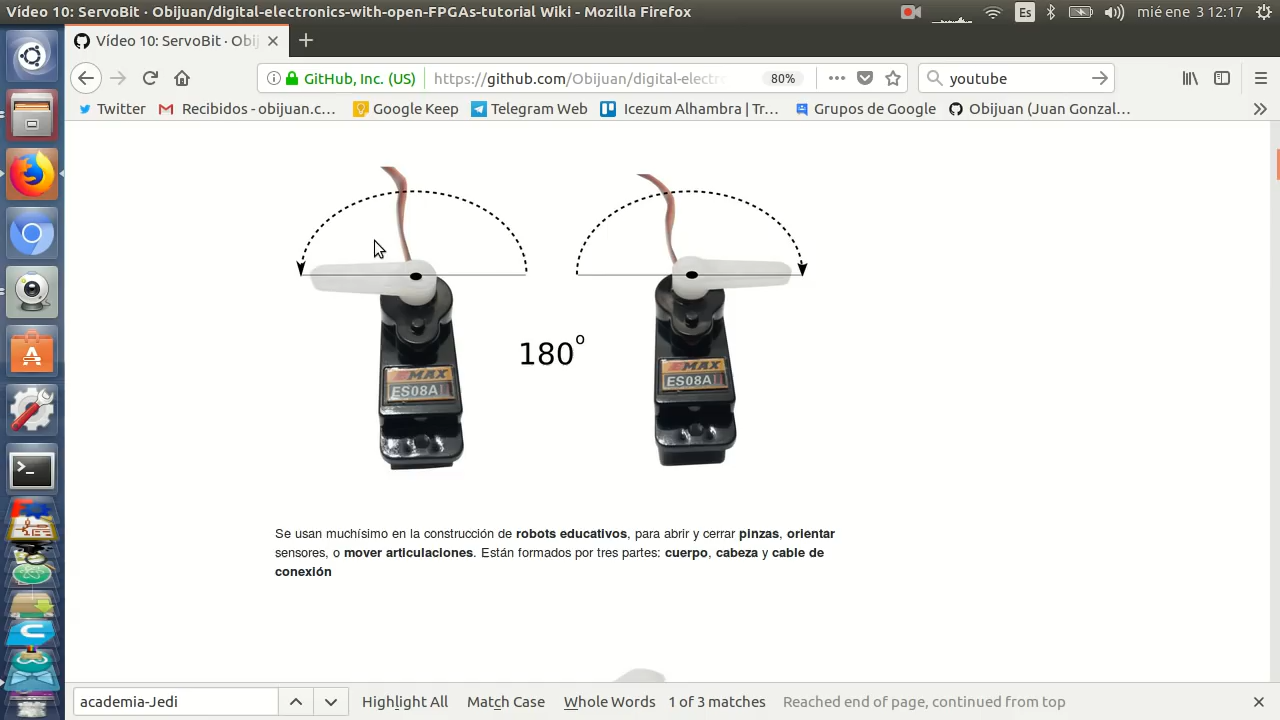 Vídeo 10: ServoBit · Obijuan/digital-electronics-with-open-FPGAs-tutorial Wiki - Mozilla Firefox
Es
mié ene 3 12:17
Vídeo 10: ServoBit · Obij
GitHub, Inc. (US)
https://github.com/Obijuan/digital-electr
80%
youtube
Twitter
Recibidos - obijuan.c...
Google Keep
Telegram Web
Icezum Alhambra | Tr...
Grupos de Google
Obijuan (Juan Gonzal...
180º
EMAX
ES08A
EMAX
ES08A
Se usan muchísimo en la construcción de robots educativos, para abrir y cerrar pinzas, orientar
sensores, o mover articulaciones. Están formados por tres partes: cuerpo, cabeza y cable de
conexión
academia-Jedi
Highlight All
Match Case
Whole Words
1 of 3 matches
Reached end of page, continued from top